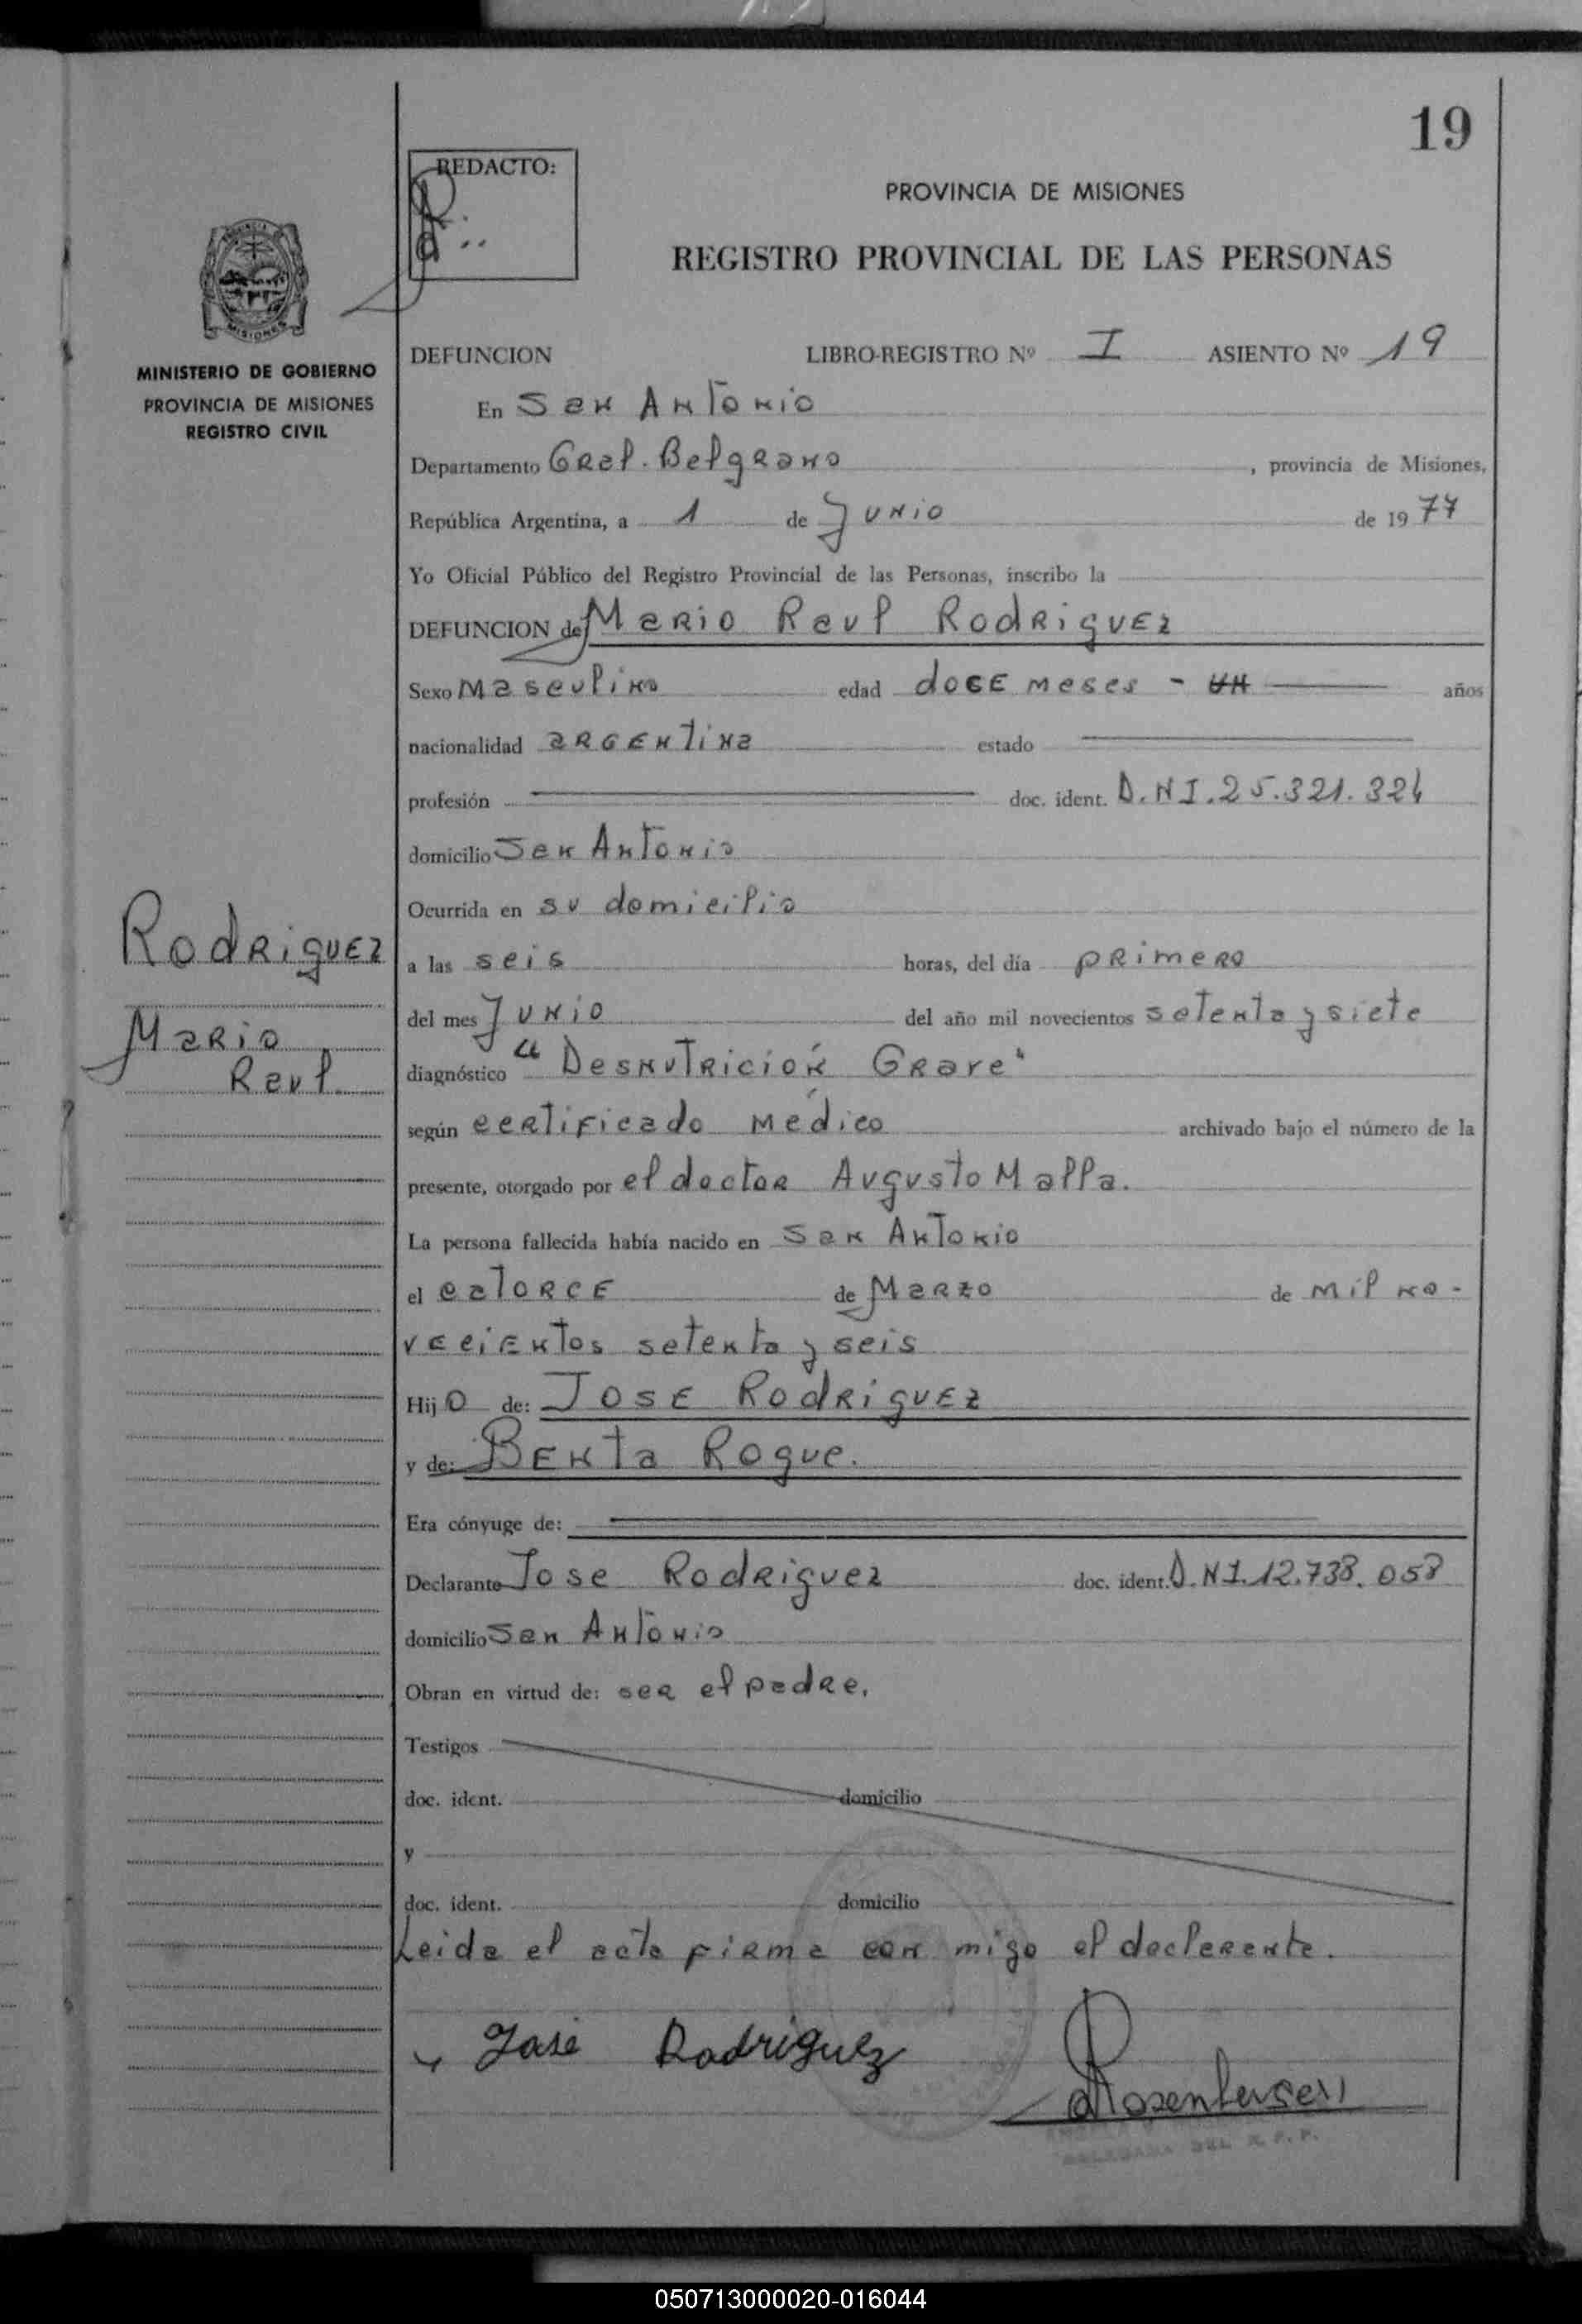 19
REDACTO:
PROVINCIA DE MISIONES
REGISTRO PROVINCIAL DE LAS PERSONAS
MISIONES
MINISTERIO DE GOBIERNO
PROVINCIA DE MISIONES
REGISTRO CIVIL
DEFUNCION LIBRO-REGISTRO Nº I ASIENTO Nº 19
En San Antonio
Departamento Gral. Belgrano, provincia de Misiones,
República Argentina, a 1 de Junio de 1977
Yo Oficial Público del Registro Provincial de las Personas, inscribo la
DEFUNCION de Mario Raul Rodriguez
Sexo Masculino edad doce meses - un años
nacionalidad argentina estado
profesión doc. ident. D.N.I. 25.321.324
domicilio San Antonio
Ocurrida en su domicilio
a las seis horas, del día primero
del mes Junio del año mil novecientos setenta y siete
diagnóstico "Desnutrición Grave"
según certificado médico archivado bajo el número de la
presente, otorgado por el doctor Augusto Malla.
La persona fallecida había nacido en San Antonio
el catorce de Marzo de mil no-
vecientos setenta y seis
Hijo de: Jose Rodriguez
y de: Benta Roque.
Era cónyuge de:
Declarante Jose Rodriguez doc. ident. D.N.I. 12.738.058
domicilio San Antonio
Obran en virtud de: ser el padre.
Testigos
doc. ident. domicilio
y
doc. ident. domicilio
Leida el acta firma con migo el declarante.
José Rodriguez
DEL R. P. P.
Rodriguez
Mario
Raul
050713000020-016044